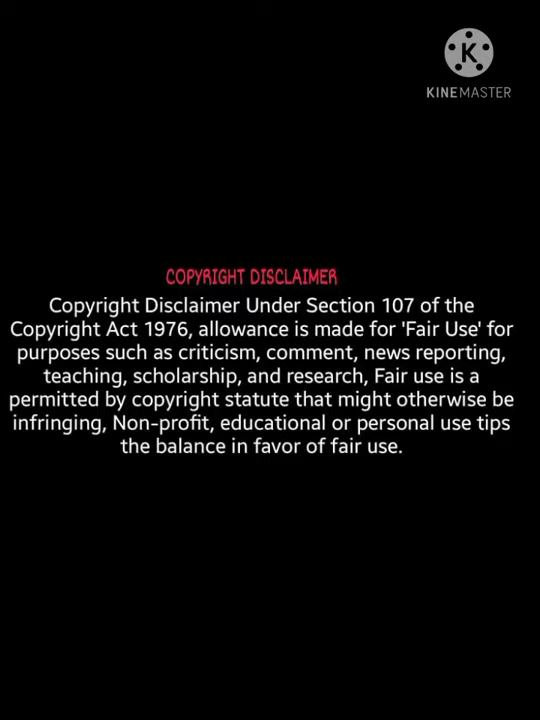 K
KINEMASTER
COPYRIGHT DISCLAIMER
Copyright Disclaimer Under Section 107 of the
Copyright Act 1976, allowance is made for 'Fair Use' for
purposes such as criticism, comment, news reporting,
teaching, scholarship, and research, Fair use is a
permitted by copyright statute that might otherwise be
infringing, Non-profit, educational or personal use tips
the balance in favor of fair use.